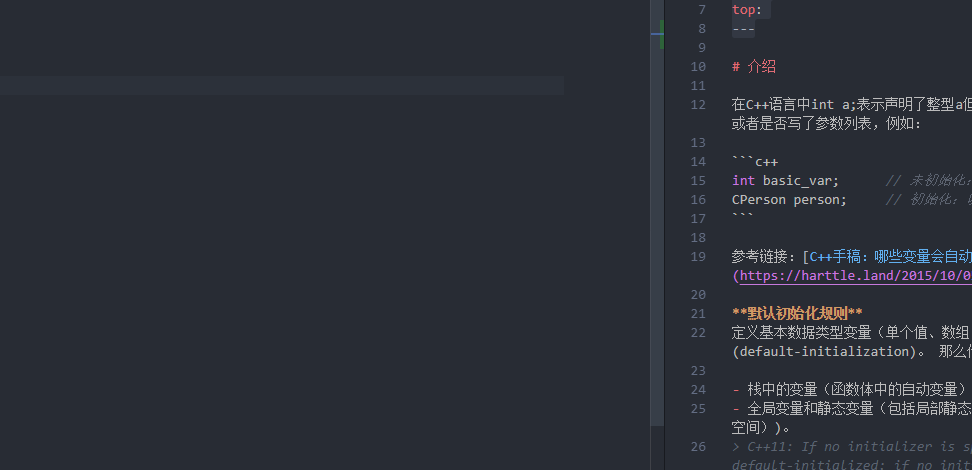 7 top:
8 ---
9
10 # 介绍
11
12 在C++语言中int a;表示声明了整型a但
或者是否写了参数列表，例如：
13
14 ```c++
15 int basic_var;      // 未初始化：
16 CPerson person;     // 初始化：
17 ```
18
19 参考链接：[C++手稿：哪些变量会自动
(https://harttle.land/2015/10/0
20
21 **默认初始化规则**
22 定义基本数据类型变量（单个值、数组
(default-initialization)。 那么
23
24 - 栈中的变量（函数体中的自动变量）
25 - 全局变量和静态变量（包括局部静态
空间）)。
26 > C++11: If no initializer is s
default-initialized; if no init